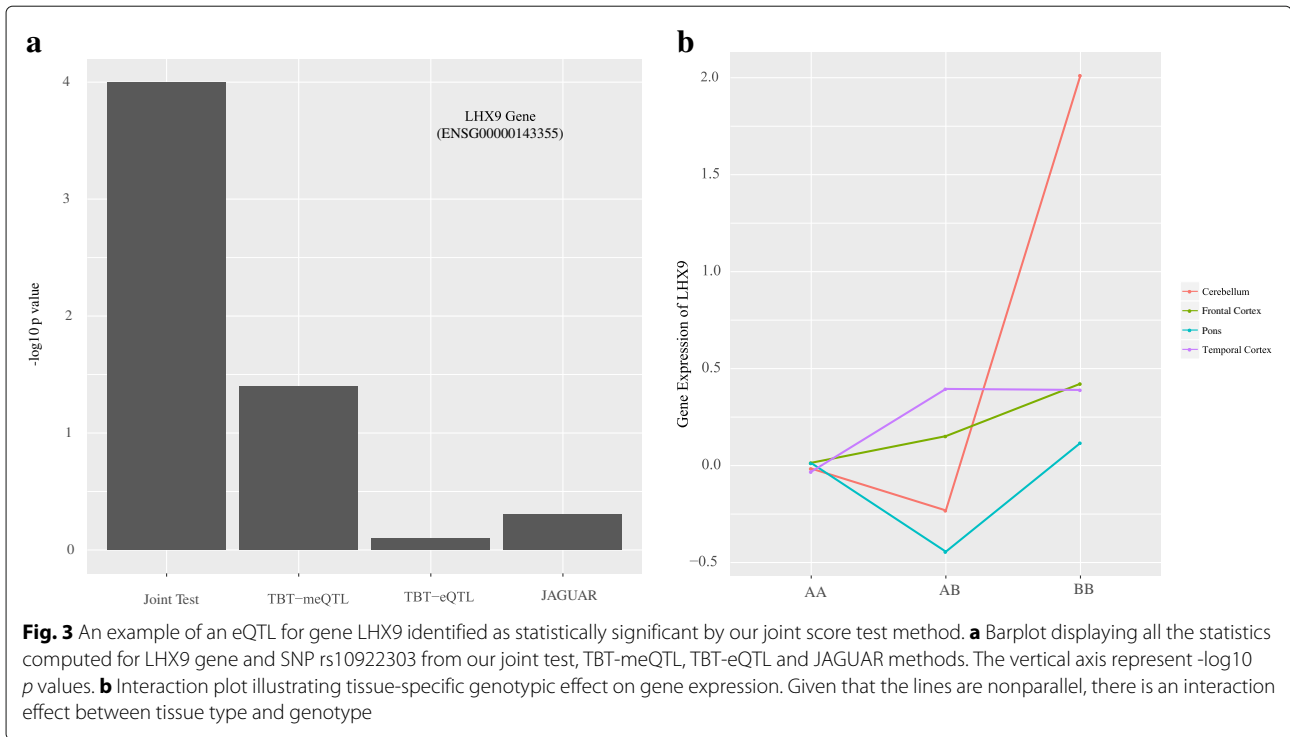 a
4
3
2
1
0
-log10 p value
LHX9 Gene
(ENSG00000143355)
Joint Test
TBT−meQTL
TBT−eQTL
JAGUAR
b
2.0
1.5
1.0
0.5
0.0
−0.5
Gene Expression of LHX9
AA
AB
BB
Cerebellum
Frontal Cortex
Pons
Temporal Cortex
Fig. 3 An example of an eQTL for gene LHX9 identified as statistically significant by our joint score test method. a Barplot displaying all the statistics
computed for LHX9 gene and SNP rs10922303 from our joint test, TBT-meQTL, TBT-eQTL and JAGUAR methods. The vertical axis represent -log10
p values. b Interaction plot illustrating tissue-specific genotypic effect on gene expression. Given that the lines are nonparallel, there is an interaction
effect between tissue type and genotype